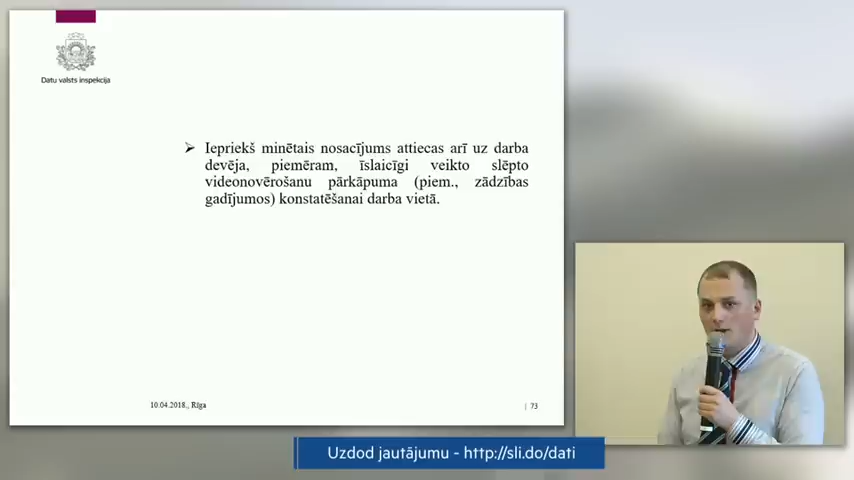 Datu valsts inspekcija
➢ Iepriekš minētais nosacījums attiecas arī uz darba
devēja, piemēram, īslaicīgi veikto slēpto
videonovērošanu pārkāpuma (piem., zādzības
gadījumos) konstatēšanai darba vietā.
10.04.2018., Rīga
| 73
Uzdod jautājumu - http://sli.do/dati